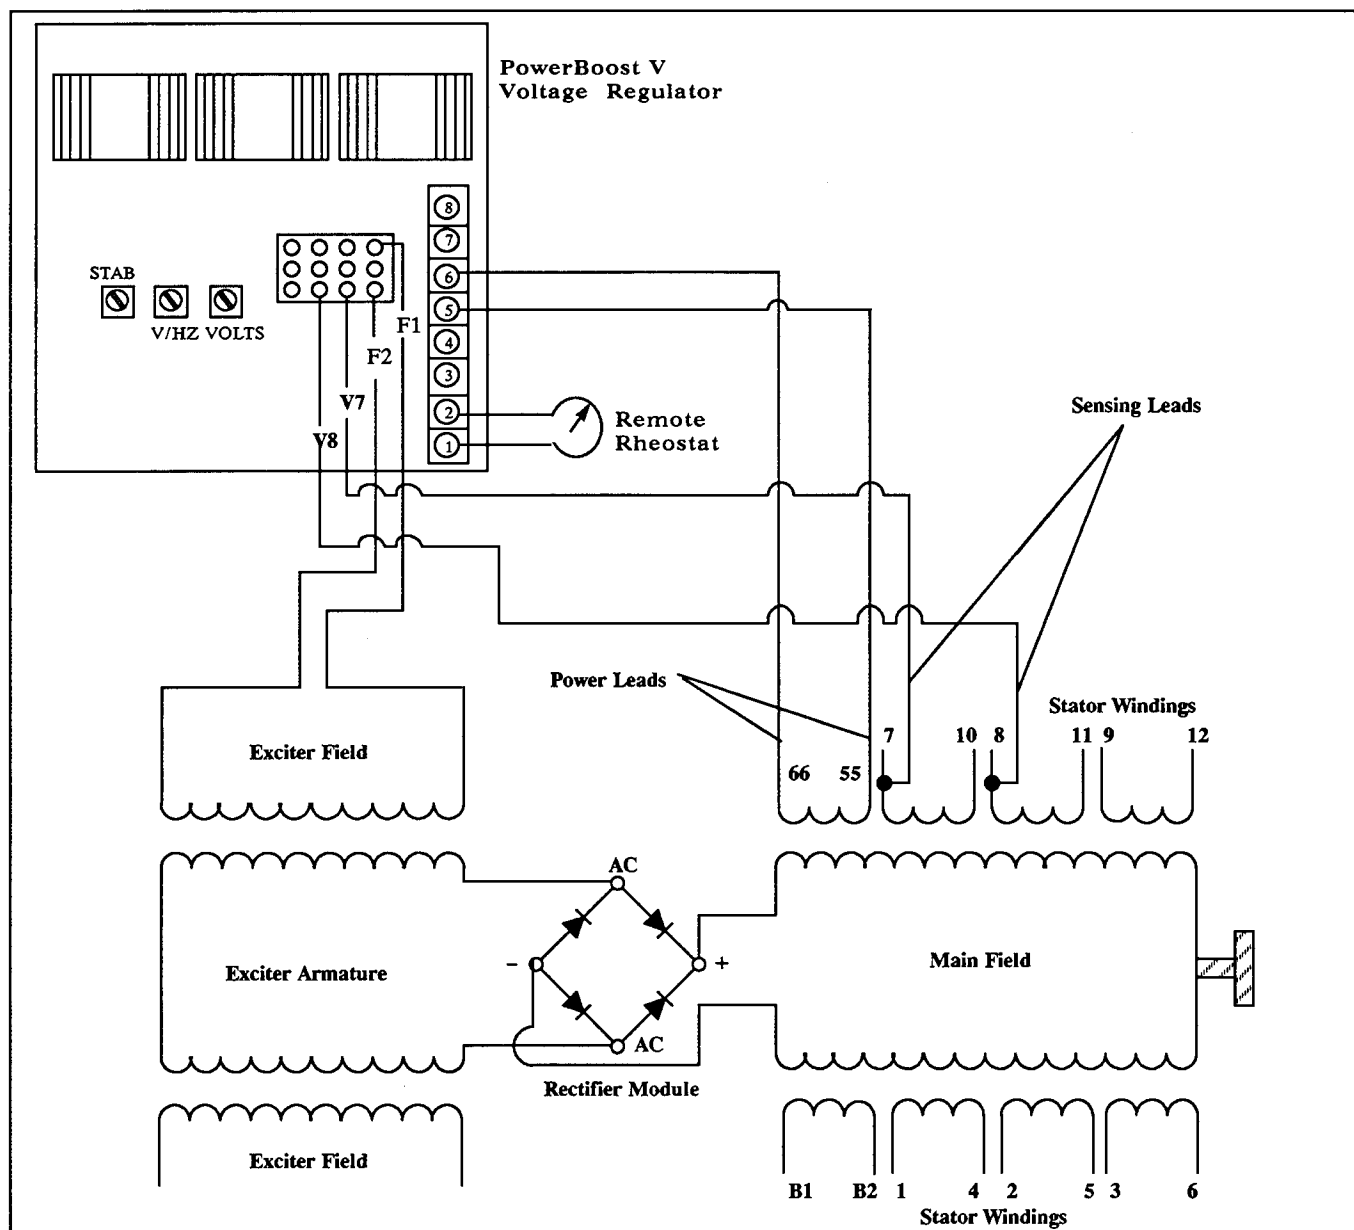 PowerBoost V
Voltage Regulator
8
7
6
5
4
3
2
1
STAB
V/HZ VOLTS
F1
F2
V7
V8
Remote
Rheostat
Sensing Leads
Power Leads
Stator Windings
7 10 8 11 9 12
66 55
Exciter Field
AC
Exciter Armature
- +
Main Field
AC
Rectifier Module
Exciter Field
B1 B2 1 4 2 5 3 6
Stator Windings